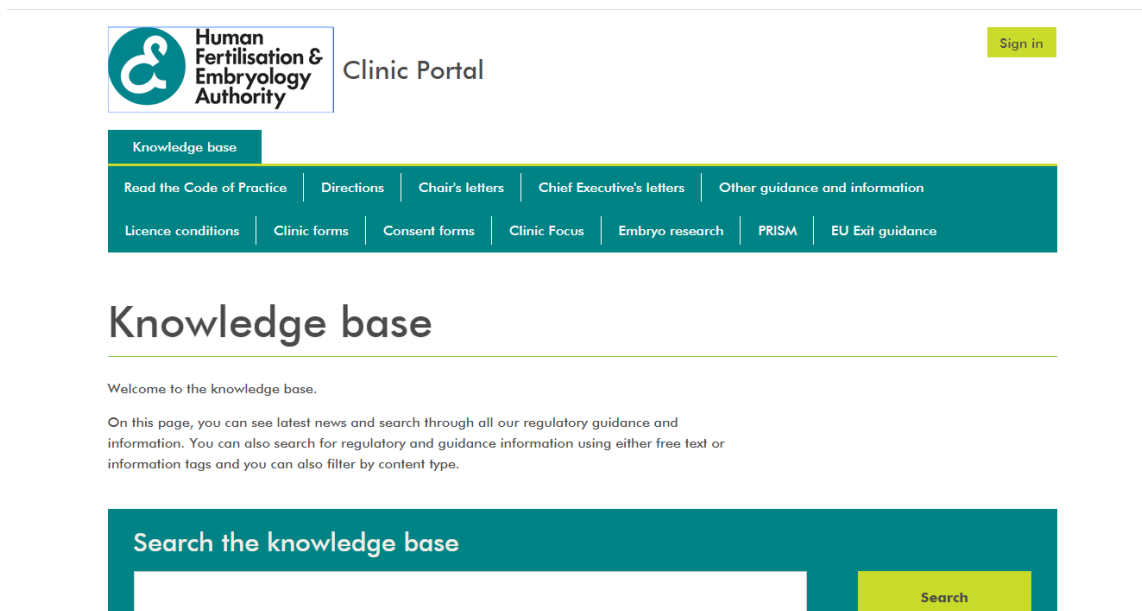 Human
Fertilisation &
Embryology
Authority
Clinic Portal
Sign in
Knowledge base
Read the Code of Practice
Directions
Chair's letters
Chief Executive's letters
Other guidance and information
Licence conditions
Clinic forms
Consent forms
Clinic Focus
Embryo research
PRISM
EU Exit guidance
Knowledge base
Welcome to the knowledge base.
On this page, you can see latest news and search through all our regulatory guidance and
information. You can also search for regulatory and guidance information using either free text or
information tags and you can also filter by content type.
Search the knowledge base
Search